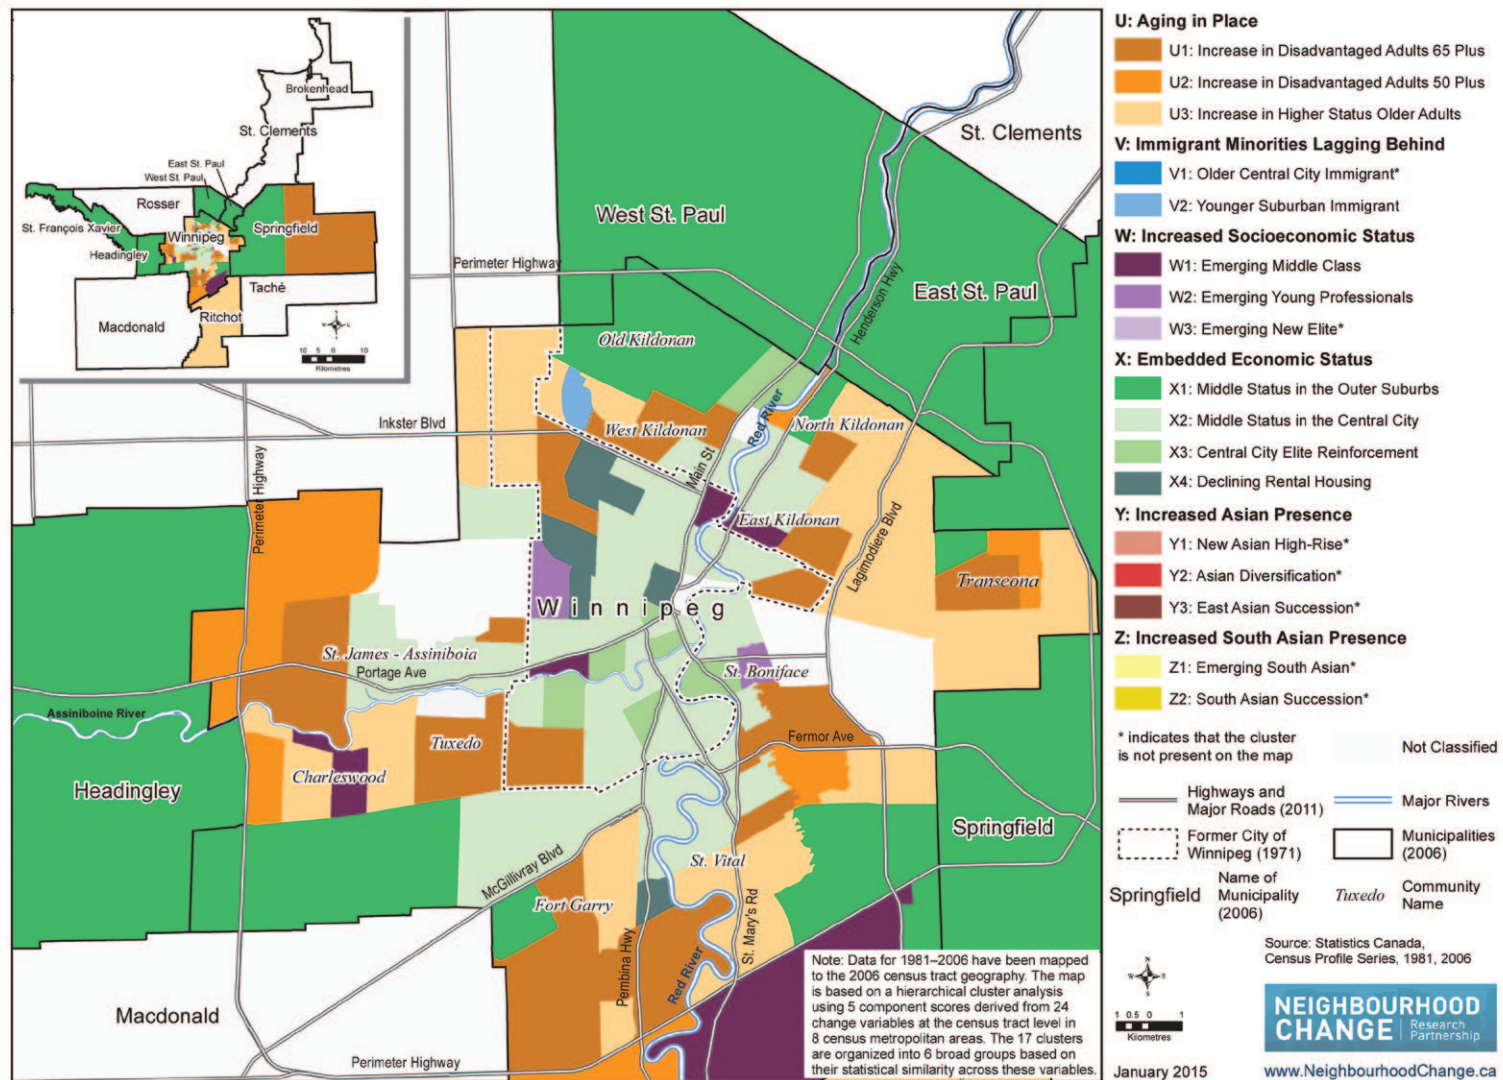 Brokenhead
St. Clements
East St. Paul
West St. Paul
Rosser
St. François Xavier
Springfield
Winnipeg
Headingley
Taché
Ritchot
Macdonald
10 5 0 10
Kilometres
St. Clements
West St. Paul
Perimeter Highway
East St. Paul
Henderson Hwy
Old Kildonan
Inkster Blvd
West Kildonan
Red River
North Kildonan
Main St
Perimeter Highway
East Kildonan
Lagimodiere Blvd
Transcona
Winnipeg
St. James - Assiniboia
Portage Ave
St. Boniface
Assiniboine River
Tuxedo
Fermor Ave
Charleswood
Headingley
Springfield
McGillivray Blvd
St. Vital
Fort Garry
Pembina Hwy
St. Mary's Rd
Red River
Macdonald
Perimeter Highway
Note: Data for 1981–2006 have been mapped
to the 2006 census tract geography. The map
is based on a hierarchical cluster analysis
using 5 component scores derived from 24
change variables at the census tract level in
8 census metropolitan areas. The 17 clusters
are organized into 6 broad groups based on
their statistical similarity across these variables.
U: Aging in Place
U1: Increase in Disadvantaged Adults 65 Plus
U2: Increase in Disadvantaged Adults 50 Plus
U3: Increase in Higher Status Older Adults
V: Immigrant Minorities Lagging Behind
V1: Older Central City Immigrant*
V2: Younger Suburban Immigrant
W: Increased Socioeconomic Status
W1: Emerging Middle Class
W2: Emerging Young Professionals
W3: Emerging New Elite*
X: Embedded Economic Status
X1: Middle Status in the Outer Suburbs
X2: Middle Status in the Central City
X3: Central City Elite Reinforcement
X4: Declining Rental Housing
Y: Increased Asian Presence
Y1: New Asian High-Rise*
Y2: Asian Diversification*
Y3: East Asian Succession*
Z: Increased South Asian Presence
Z1: Emerging South Asian*
Z2: South Asian Succession*
* indicates that the cluster
is not present on the map
Not Classified
Highways and
Major Roads (2011)
Major Rivers
Former City of
Winnipeg (1971)
Municipalities
(2006)
Springfield
Name of
Municipality
(2006)
Tuxedo
Community
Name
N
W E
S
1 0.5 0 1
Kilometres
Source: Statistics Canada,
Census Profile Series, 1981, 2006
NEIGHBOURHOOD
CHANGE
Research
Partnership
January 2015
www.NeighbourhoodChange.ca